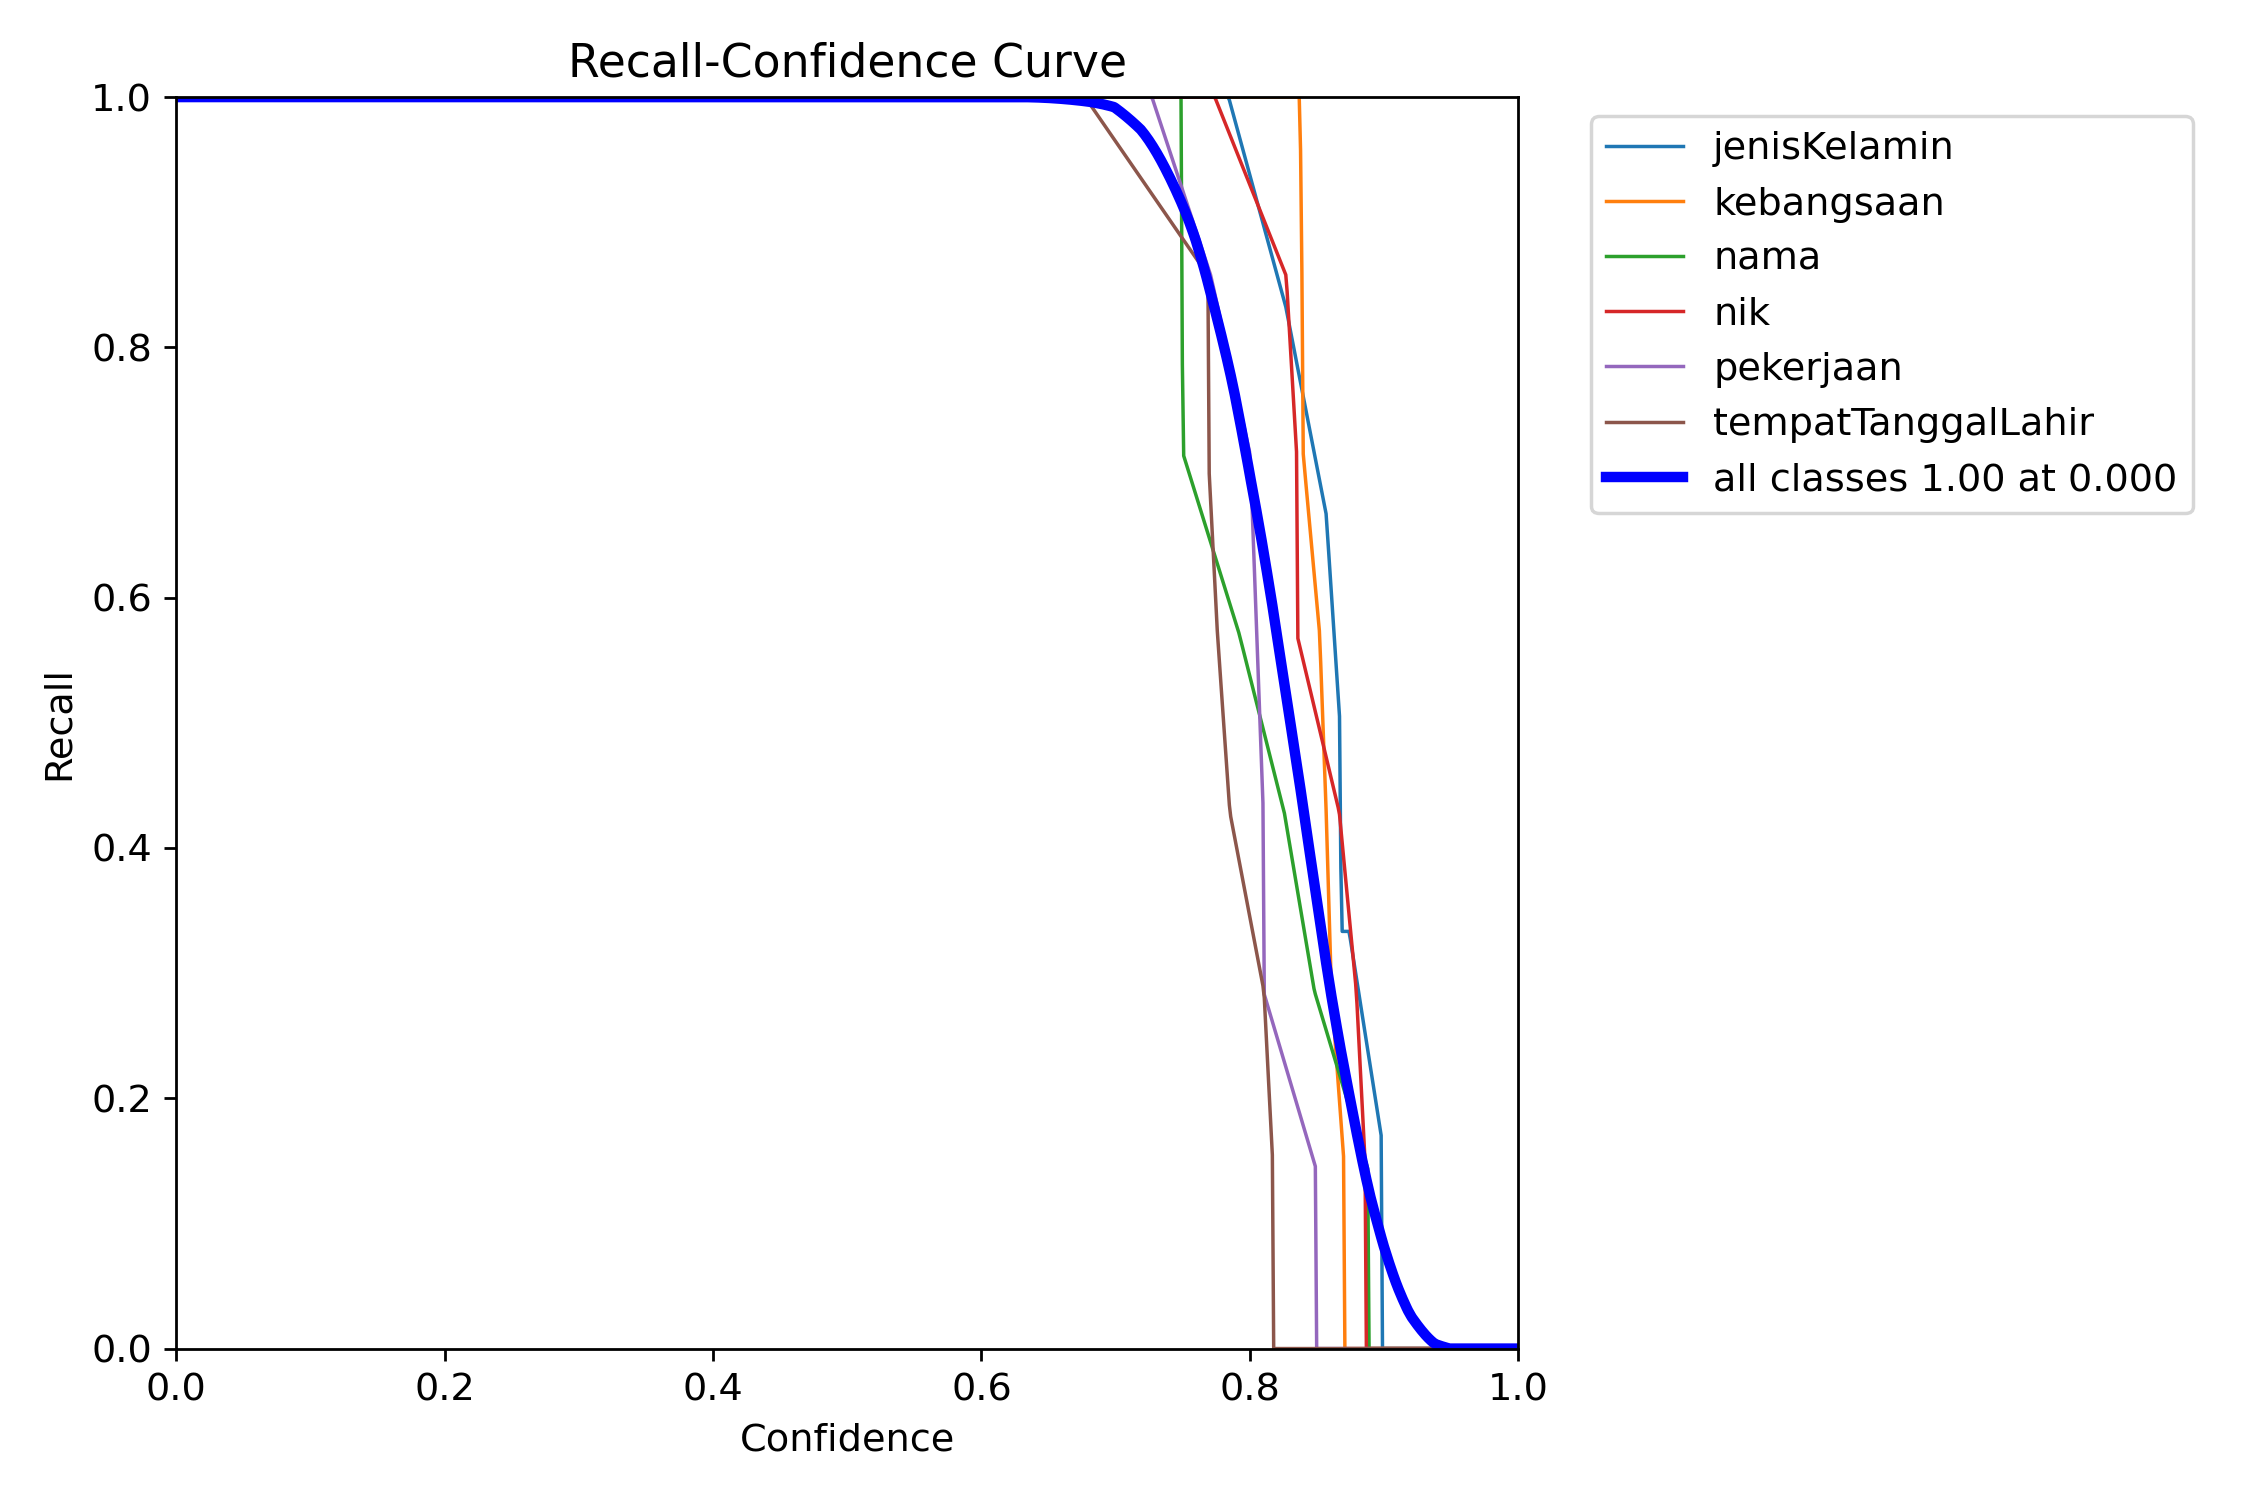 Recall-Confidence Curve
1.0
0.8
0.6
0.4
0.2
0.0
Recall
0.0 0.2 0.4 0.6 0.8 1.0
Confidence
jenisKelamin
kebangsaan
nama
nik
pekerjaan
tempatTanggalLahir
all classes 1.00 at 0.000